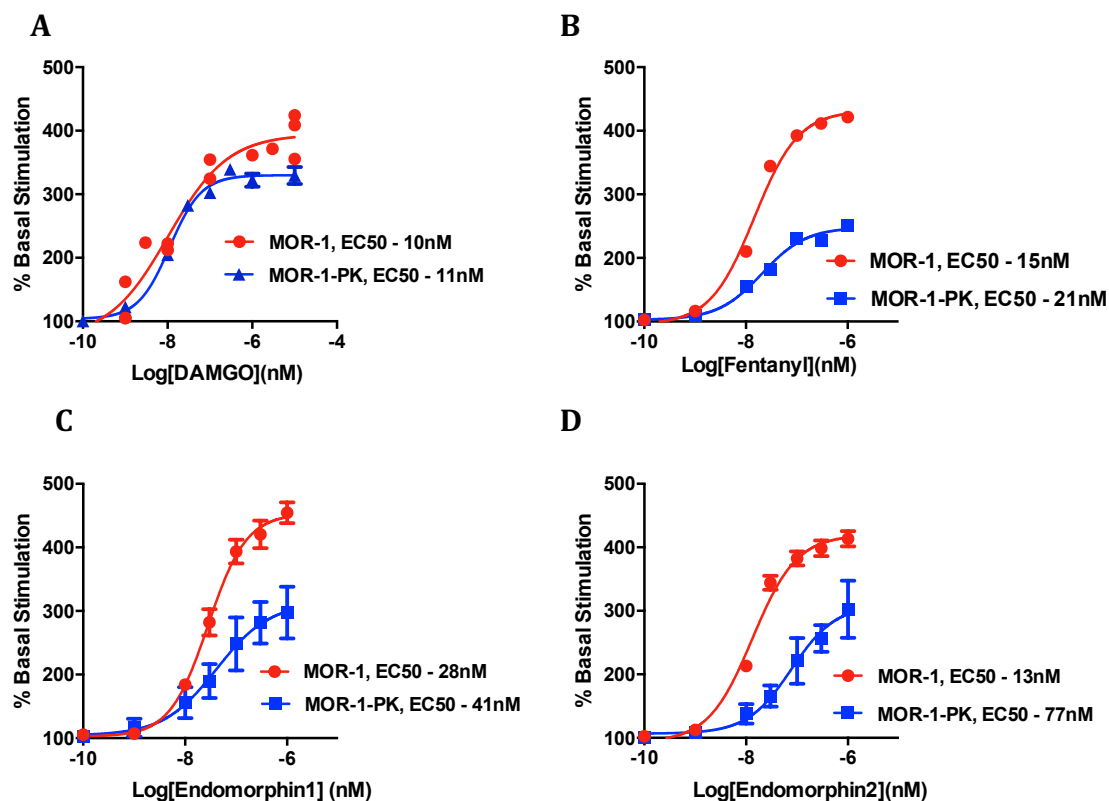 A
500
400
300
200
100
% Basal Stimulation
MOR-1, EC50 - 10nM
MOR-1-PK, EC50 - 11nM
-10
-8
-6
-4
Log[DAMGO](nM)
B
500
400
300
200
100
% Basal Stimulation
MOR-1, EC50 - 15nM
MOR-1-PK, EC50 - 21nM
-10
-8
-6
Log[Fentanyl](nM)
C
500
400
300
200
100
% Basal Stimulation
MOR-1, EC50 - 28nM
MOR-1-PK, EC50 - 41nM
-10
-8
-6
Log[Endomorphin1] (nM)
D
500
400
300
200
100
% Basal Stimulation
MOR-1, EC50 - 13nM
MOR-1-PK, EC50 - 77nM
-10
-8
-6
Log[Endomorphin2](nM)